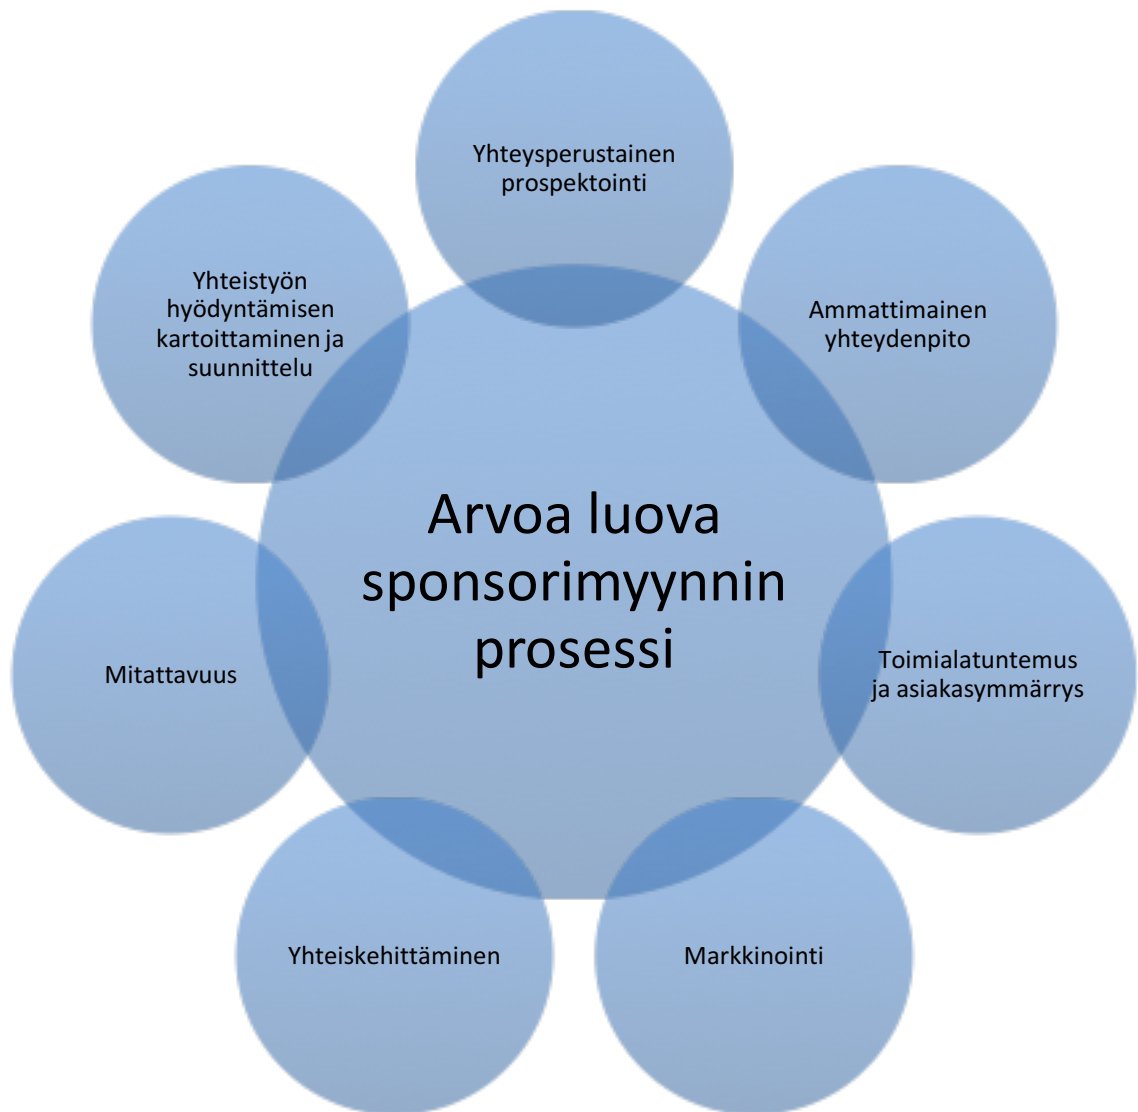 Yhteysperustainen
prospektointi
Ammattimainen
yhteydenpito
Toimialatuntemus
ja asiakasymmärrys
Markkinointi
Yhteiskehittäminen
Mitattavuus
Yhteistyön
hyödyntämisen
kartoittaminen ja
suunnittelu
Arvoa luova
sponsorimyynnin
prosessi